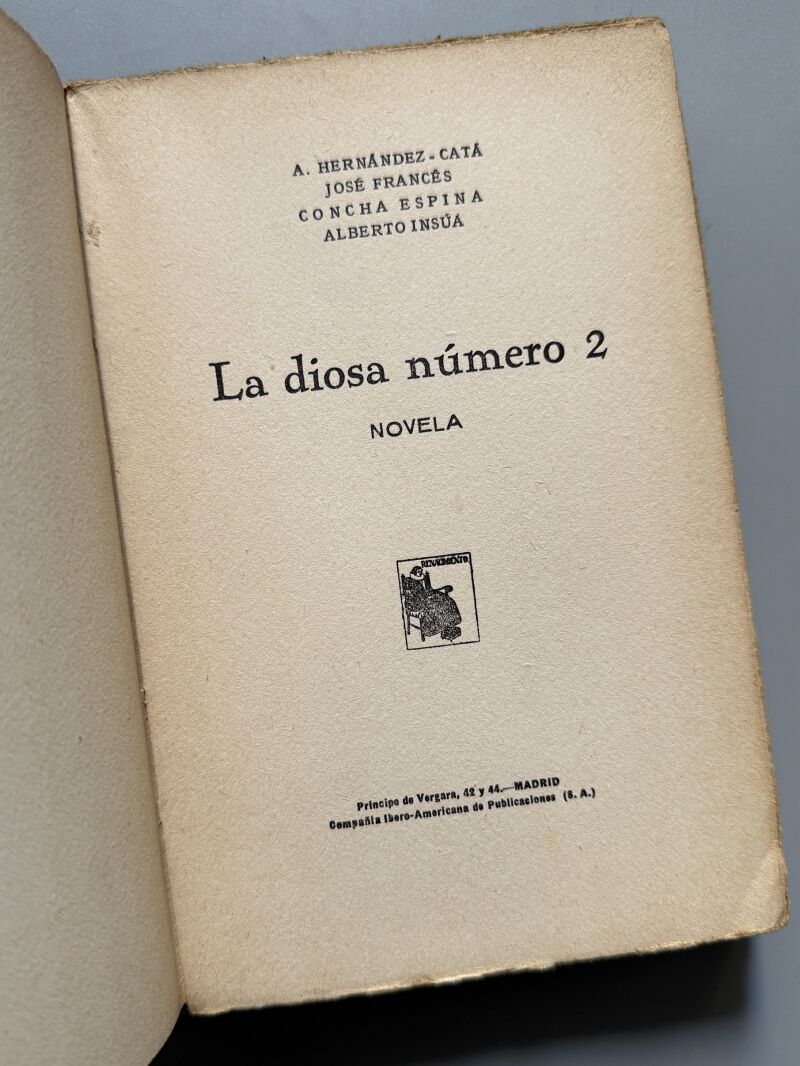 A. HERNÁNDEZ-CATÁ
JOSÉ FRANCÉS
CONCHA ESPINA
ALBERTO INSÚA
La diosa número 2
NOVELA
RENACIMIENTO
Príncipe de Vergara, 42 y 44.—MADRID
Compañía Ibero-Americana de Publicaciones (S. A.)